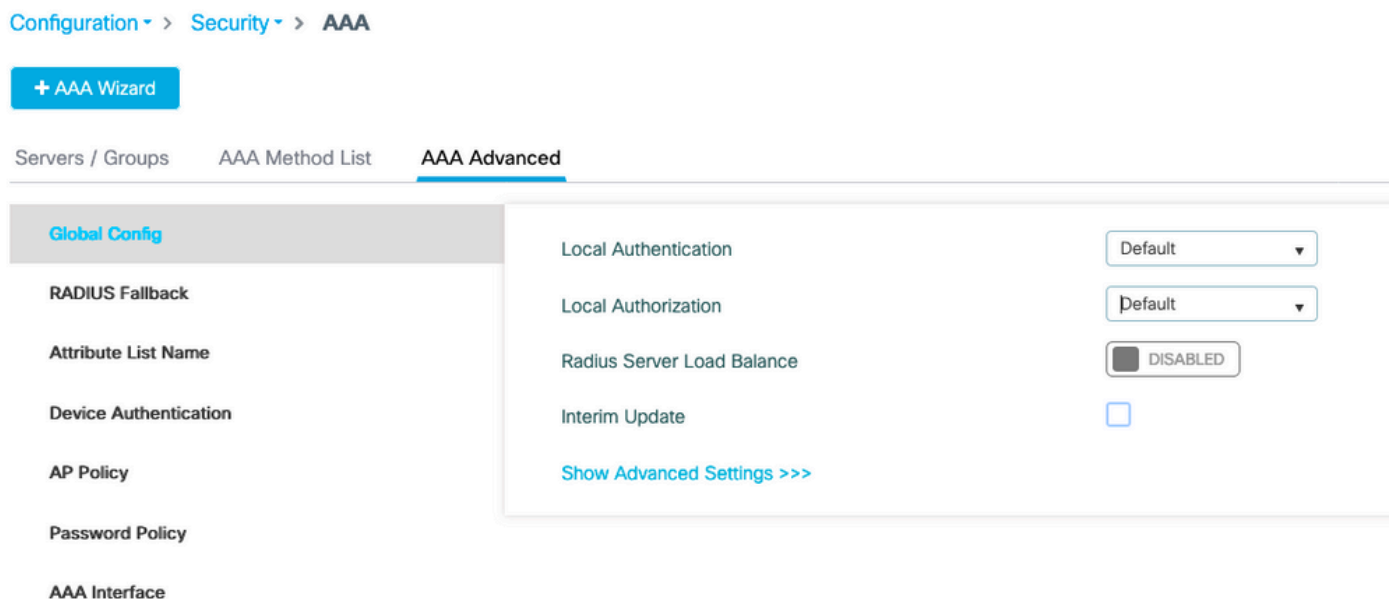 Configuration > Security > AAA
+ AAA Wizard
Servers / Groups AAA Method List AAA Advanced
Global Config
RADIUS Fallback
Attribute List Name
Device Authentication
AP Policy
Password Policy
AAA Interface
Local Authentication Default
Local Authorization Default
Radius Server Load Balance DISABLED
Interim Update
Show Advanced Settings >>>